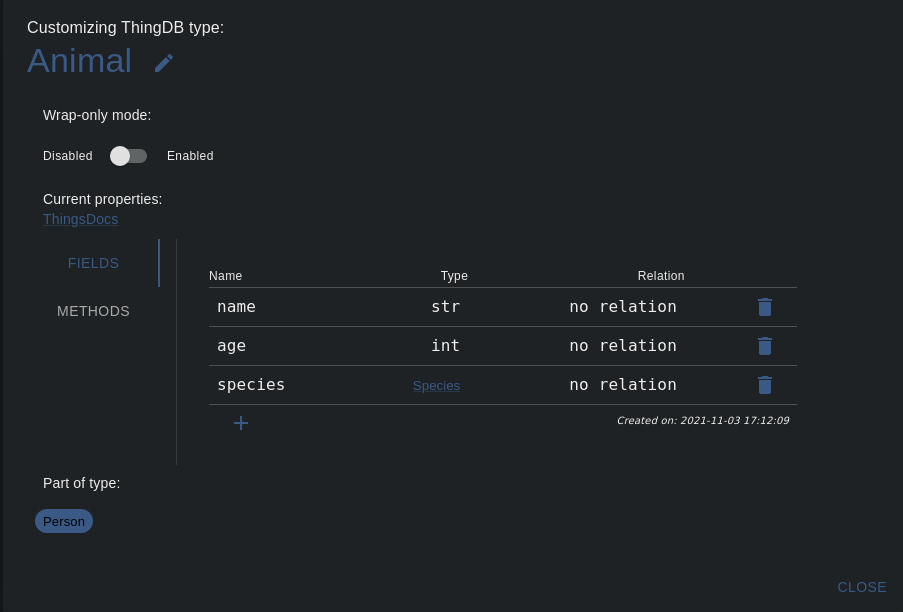 Customizing ThingDB type:
Animal
Wrap-only mode:
Disabled Enabled
Current properties:
ThingsDocs
FIELDS
METHODS
Name Type Relation
name str no relation
age int no relation
species Species no relation
+ Created on: 2021-11-03 17:12:09
Part of type:
Person
CLOSE